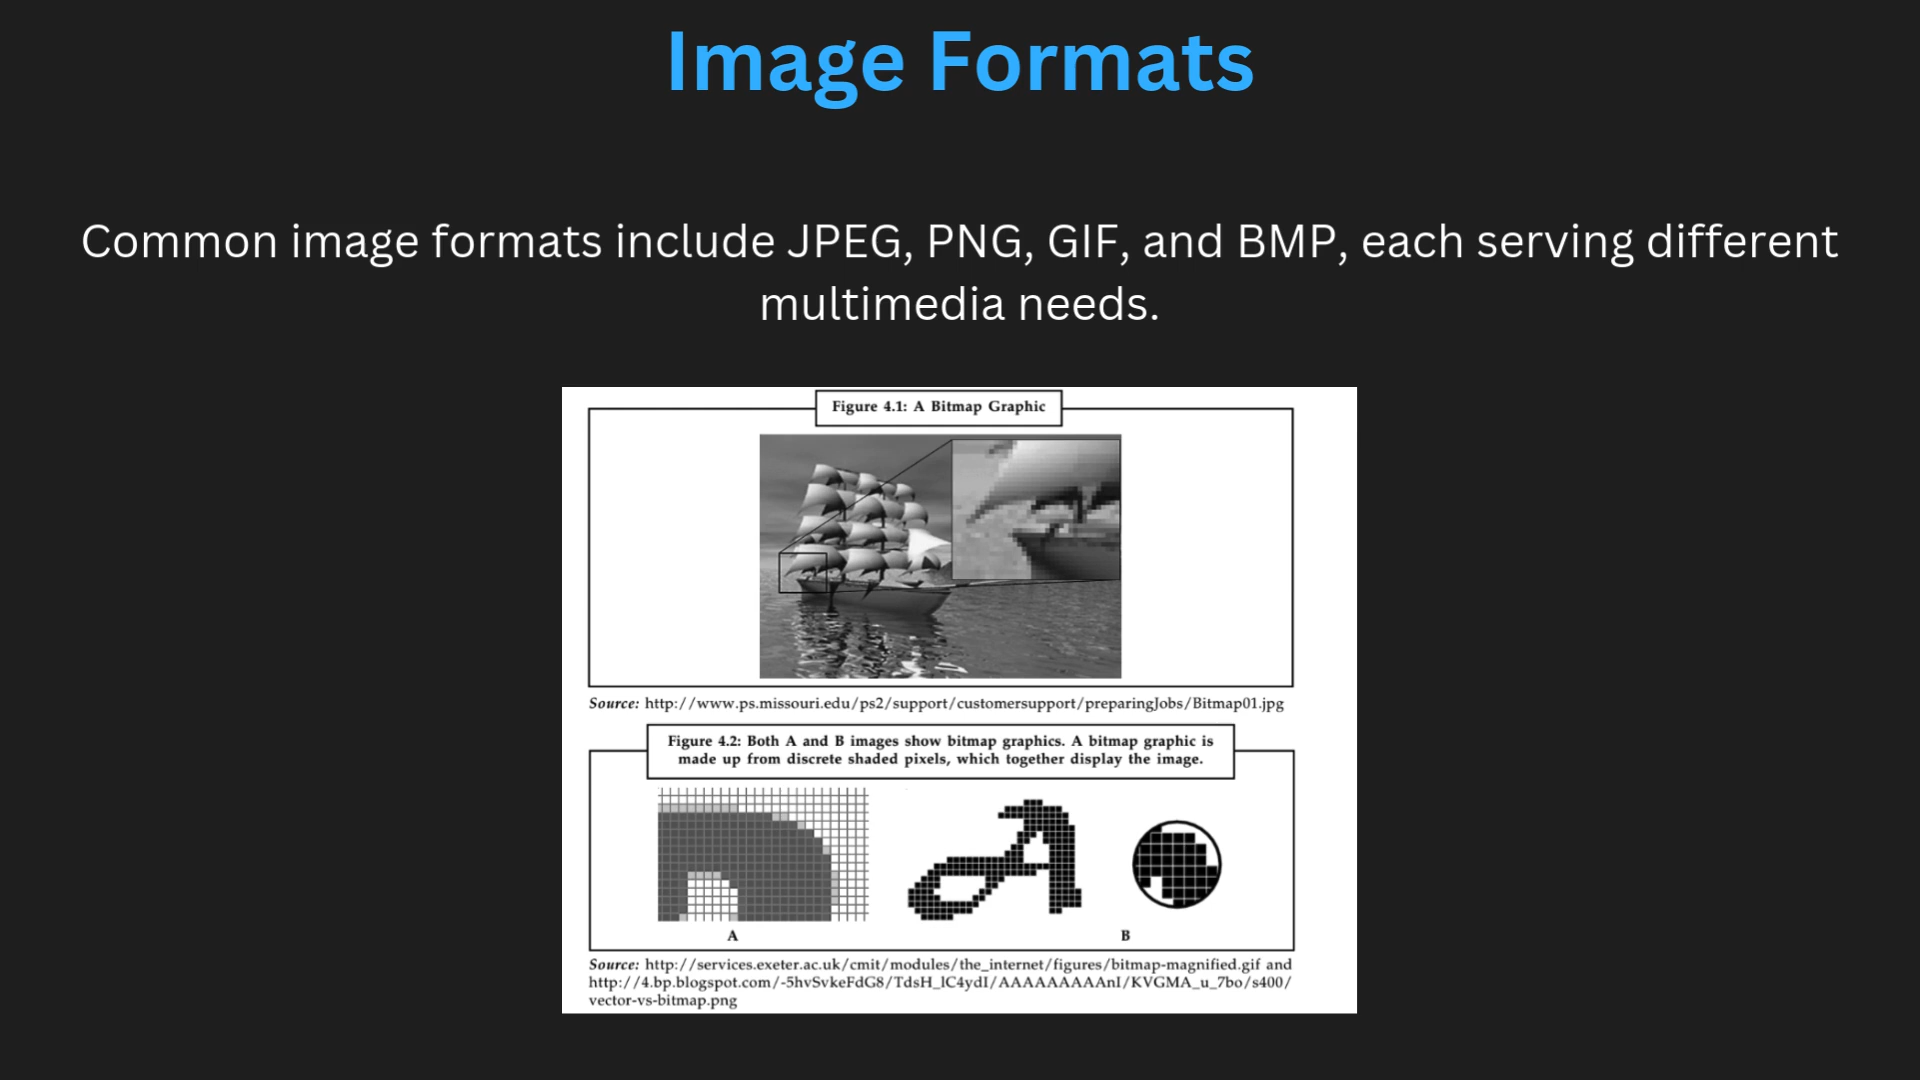 Image Formats
Common image formats include JPEG, PNG, GIF, and BMP, each serving different
multimedia needs.
Figure 4.1: A Bitmap Graphic
Source: http://www.ps.missouri.edu/ps2/support/customersupport/preparingJobs/Bitmap01.jpg
Figure 4.2: Both A and B images show bitmap graphics. A bitmap graphic is
made up from discrete shaded pixels, which together display the image.
A
B
Source: http://services.exeter.ac.uk/cmit/modules/the_internet/figures/bitmap-magnified.gif and
http://4.bp.blogspot.com/-5hvSvkeFdG8/TdsH_lC4ydI/AAAAAAAAAnI/KVGMA_u_7bo/s400/
vector-vs-bitmap.png